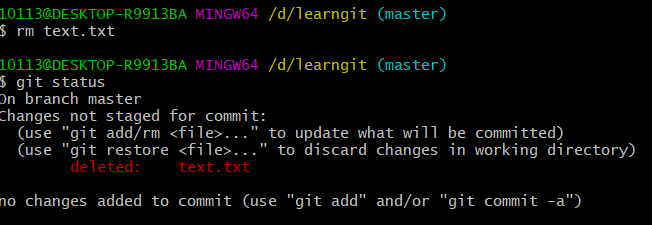 10113@DESKTOP-R9913BA MINGW64 /d/learngit (master)
$ rm text.txt
10113@DESKTOP-R9913BA MINGW64 /d/learngit (master)
$ git status
On branch master
Changes not staged for commit:
  (use "git add/rm <file>..." to update what will be committed)
  (use "git restore <file>..." to discard changes in working directory)
        deleted:    text.txt
no changes added to commit (use "git add" and/or "git commit -a")